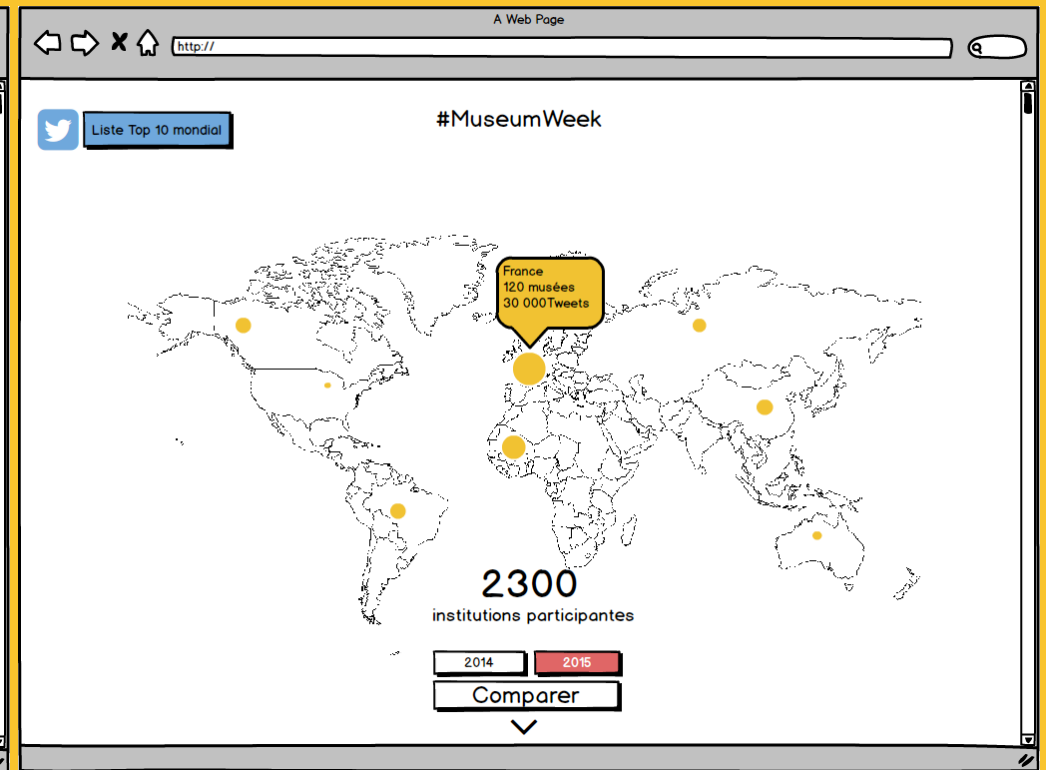 A Web Page
http://
Liste Top 10 mondial
#MuseumWeek
France
120 musées
30 000Tweets
2300
institutions participantes
2014
2015
Comparer